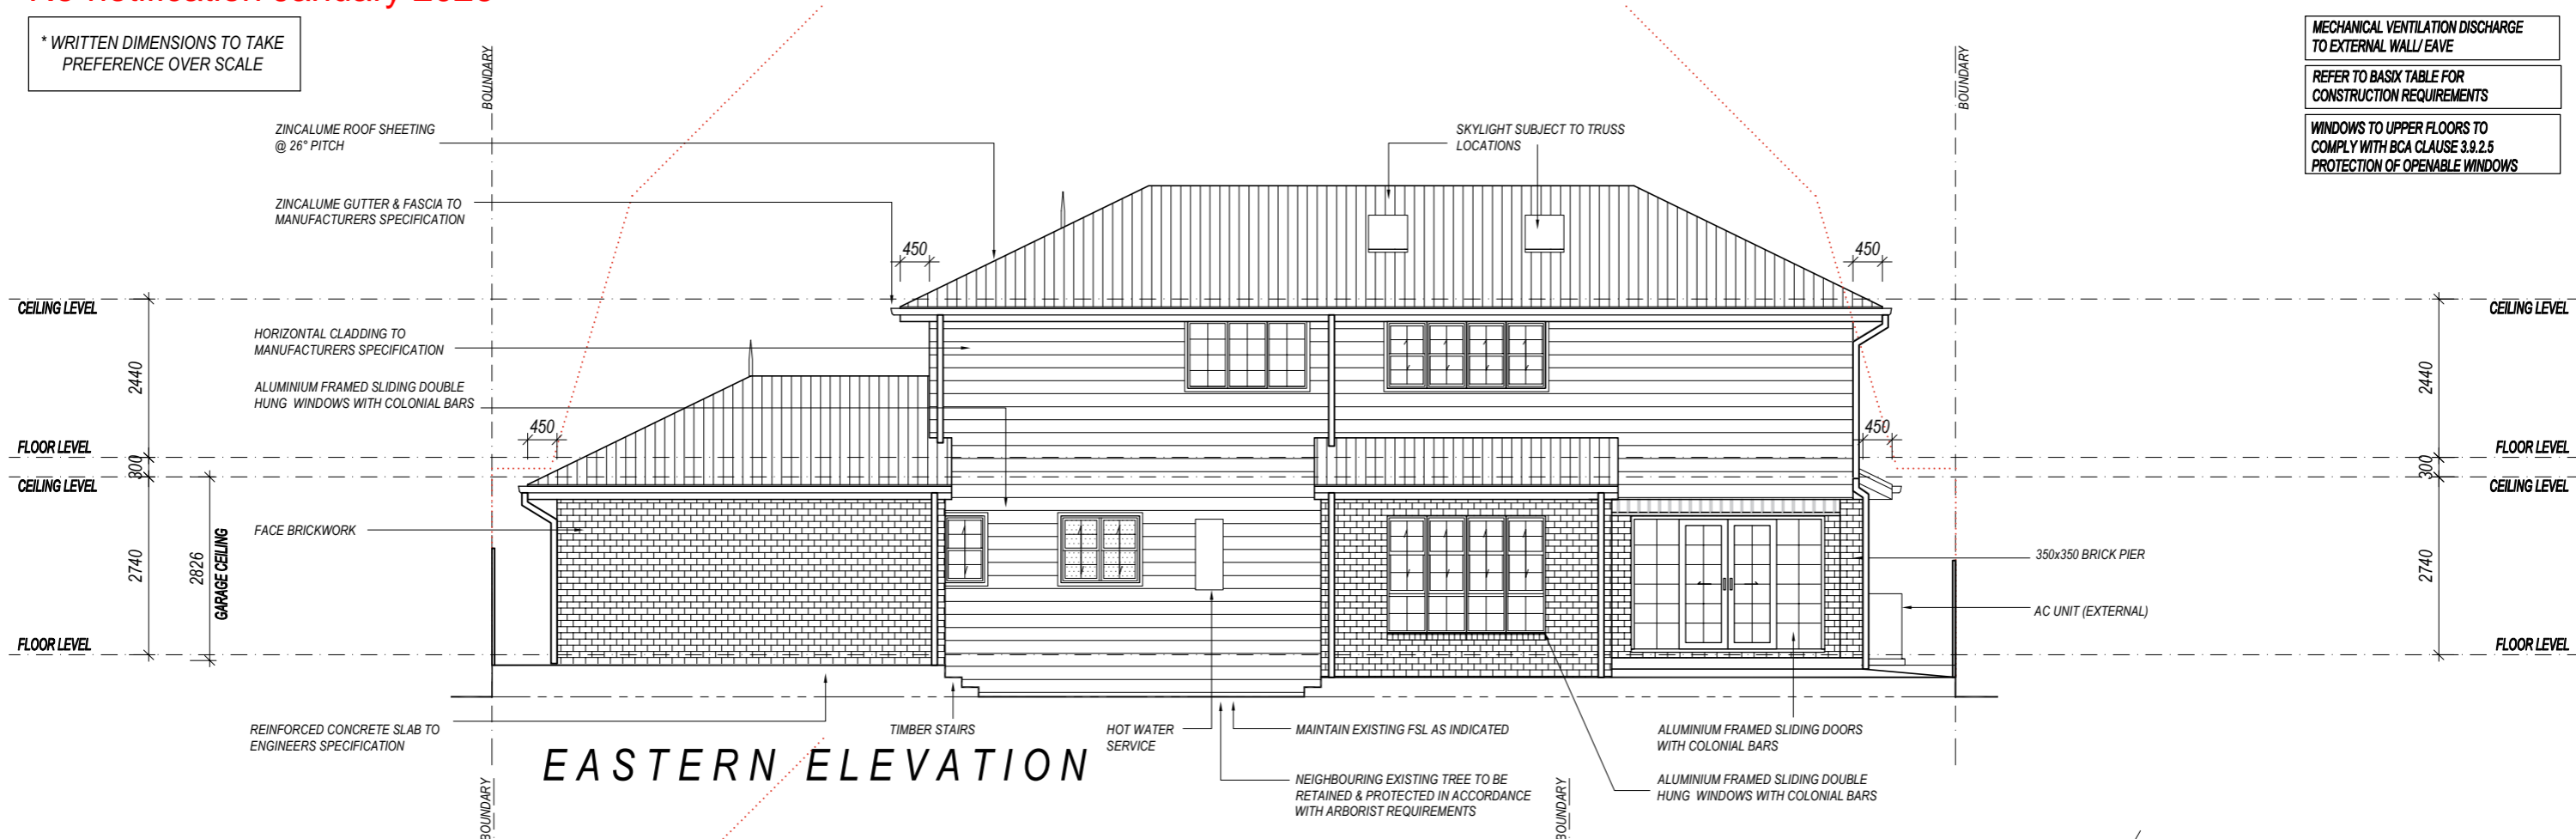 * WRITTEN DIMENSIONS TO TAKE
PREFERENCE OVER SCALE
BOUNDARY
BOUNDARY
MECHANICAL VENTILATION DISCHARGE
TO EXTERNAL WALL/ EAVE
REFER TO BASIX TABLE FOR
CONSTRUCTION REQUIREMENTS
WINDOWS TO UPPER FLOORS TO
COMPLY WITH BCA CLAUSE 3.9.2.5
PROTECTION OF OPENABLE WINDOWS
ZINCALUME ROOF SHEETING
@ 26° PITCH
SKYLIGHT SUBJECT TO TRUSS
LOCATIONS
ZINCALUME GUTTER & FASCIA TO
MANUFACTURERS SPECIFICATION
450
450
CEILING LEVEL
CEILING LEVEL
HORIZONTAL CLADDING TO
MANUFACTURERS SPECIFICATION
2440
2440
ALUMINIUM FRAMED SLIDING DOUBLE
HUNG WINDOWS WITH COLONIAL BARS
450
450
FLOOR LEVEL
FLOOR LEVEL
300
300
CEILING LEVEL
CEILING LEVEL
FACE BRICKWORK
2740
2826
GARAGE CEILING
2740
350x350 BRICK PIER
AC UNIT (EXTERNAL)
FLOOR LEVEL
FLOOR LEVEL
REINFORCED CONCRETE SLAB TO
ENGINEERS SPECIFICATION
TIMBER STAIRS
HOT WATER
SERVICE
MAINTAIN EXISTING FSL AS INDICATED
ALUMINIUM FRAMED SLIDING DOORS
WITH COLONIAL BARS
EASTERN ELEVATION
NEIGHBOURING EXISTING TREE TO BE
RETAINED & PROTECTED IN ACCORDANCE
WITH ARBORIST REQUIREMENTS
ALUMINIUM FRAMED SLIDING DOUBLE
HUNG WINDOWS WITH COLONIAL BARS
BOUNDARY
BOUNDARY